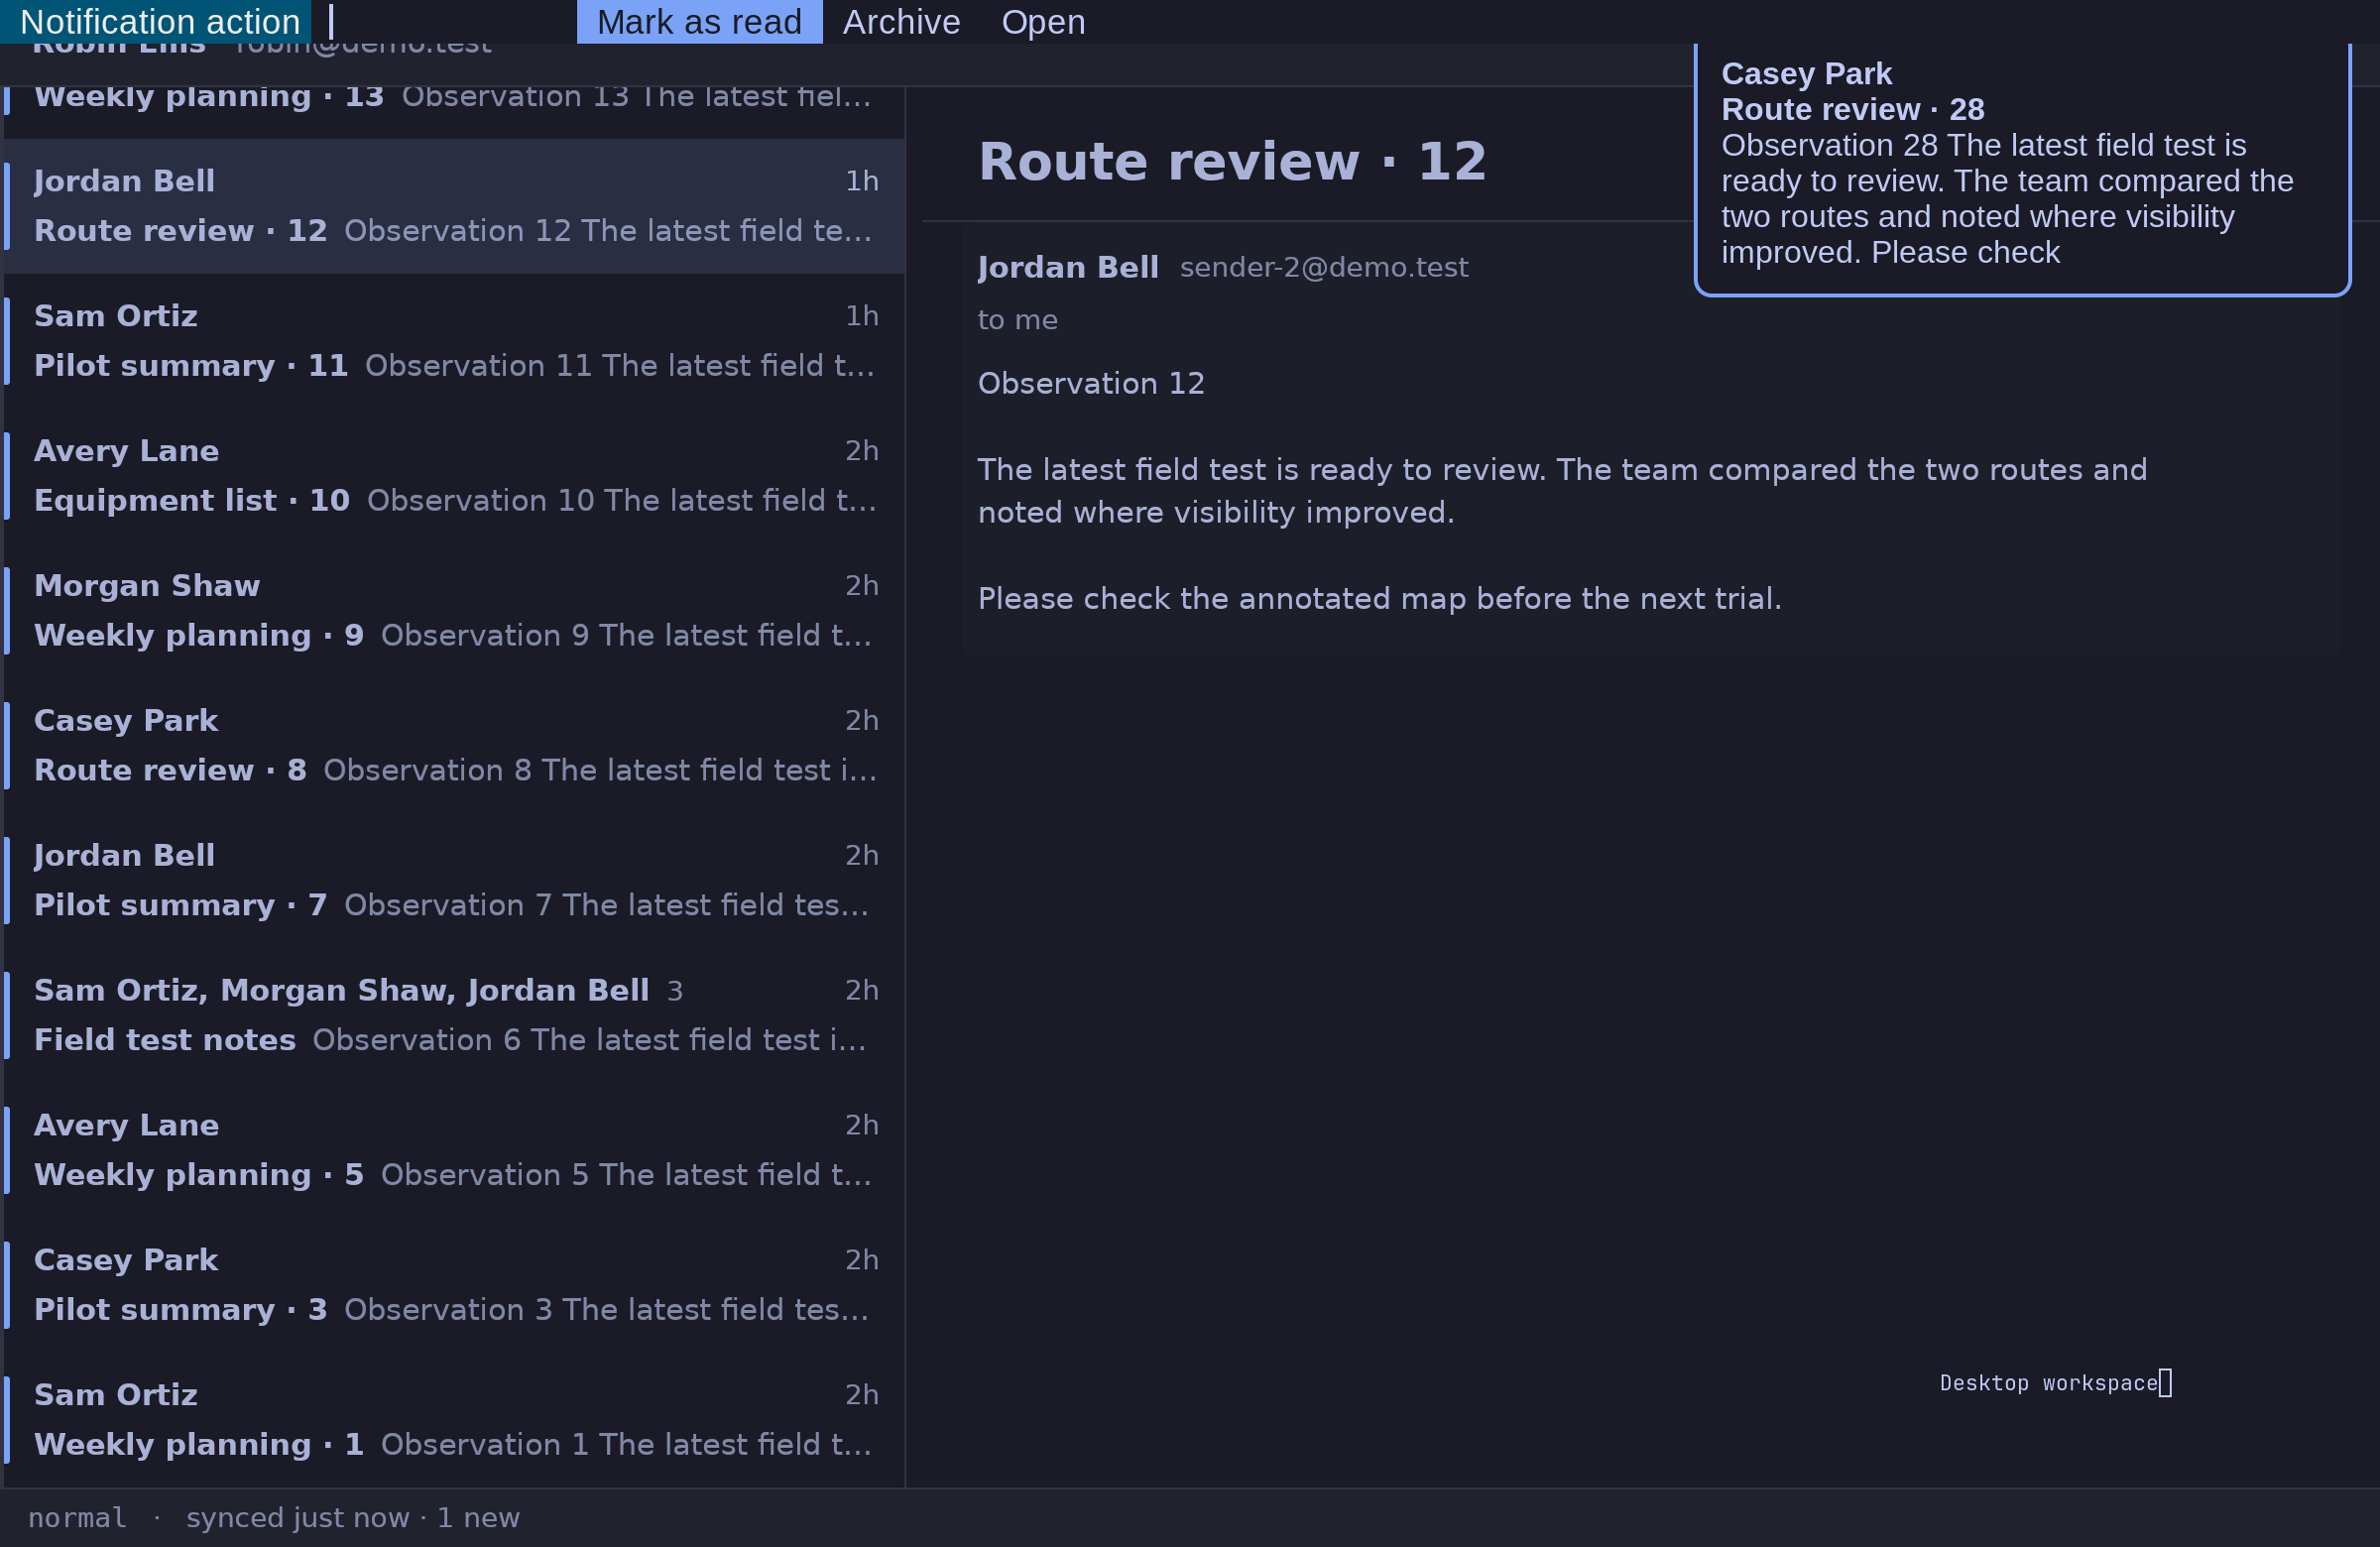 Notification action Mark as read Archive Open
Robin Ellis robin@demo.test
Weekly planning · 13 Observation 13 The latest fiel…
Jordan Bell 1h
Route review · 12 Observation 12 The latest field te…
Sam Ortiz 1h
Pilot summary · 11 Observation 11 The latest field t…
Avery Lane 2h
Equipment list · 10 Observation 10 The latest field t…
Morgan Shaw 2h
Weekly planning · 9 Observation 9 The latest field t…
Casey Park 2h
Route review · 8 Observation 8 The latest field test i…
Jordan Bell 2h
Pilot summary · 7 Observation 7 The latest field tes…
Sam Ortiz, Morgan Shaw, Jordan Bell 3 2h
Field test notes Observation 6 The latest field test i…
Avery Lane 2h
Weekly planning · 5 Observation 5 The latest field t…
Casey Park 2h
Pilot summary · 3 Observation 3 The latest field tes…
Sam Ortiz 2h
Weekly planning · 1 Observation 1 The latest field t…
Route review · 12
Jordan Bell sender-2@demo.test
to me
Observation 12
The latest field test is ready to review. The team compared the two routes and
noted where visibility improved.
Please check the annotated map before the next trial.
Casey Park
Route review · 28
Observation 28 The latest field test is
ready to review. The team compared the
two routes and noted where visibility
improved. Please check
Desktop workspace
normal · synced just now · 1 new